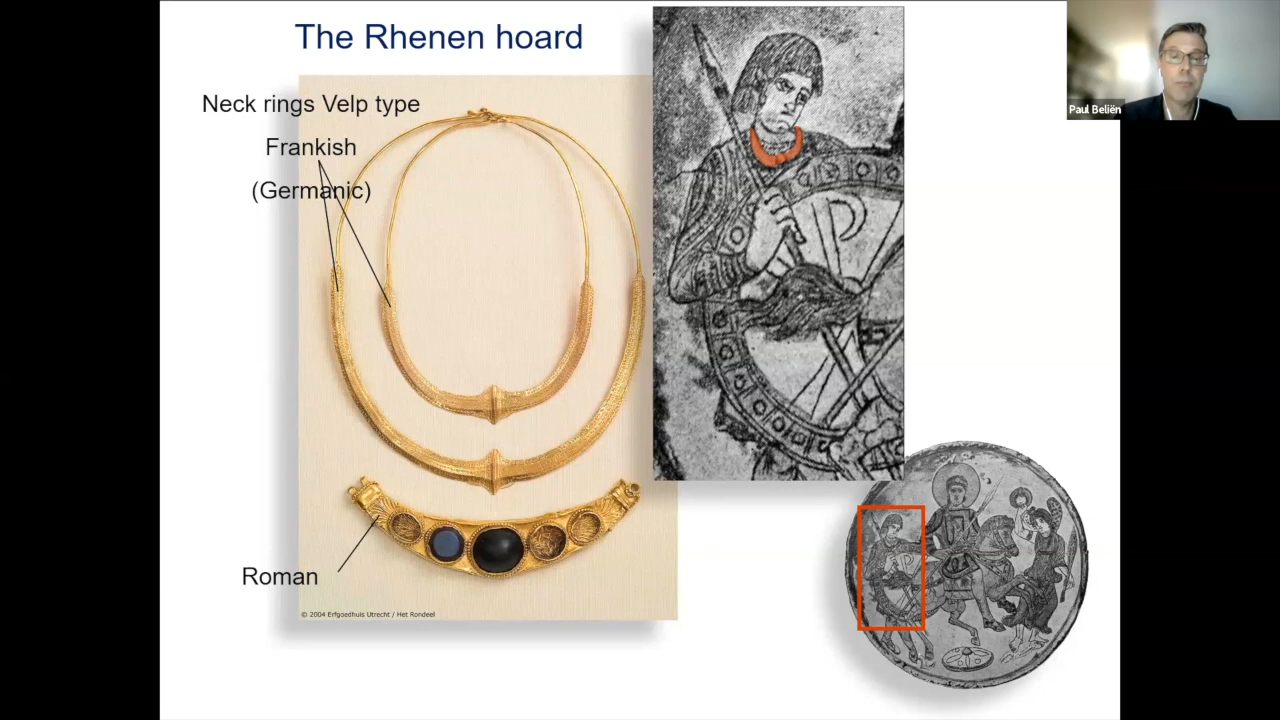 The Rhenen hoard
Neck rings Velp type
Frankish
(Germanic)
Roman
© 2004 Erfgoedhuis Utrecht / Het Rondeel
Paul Beliën